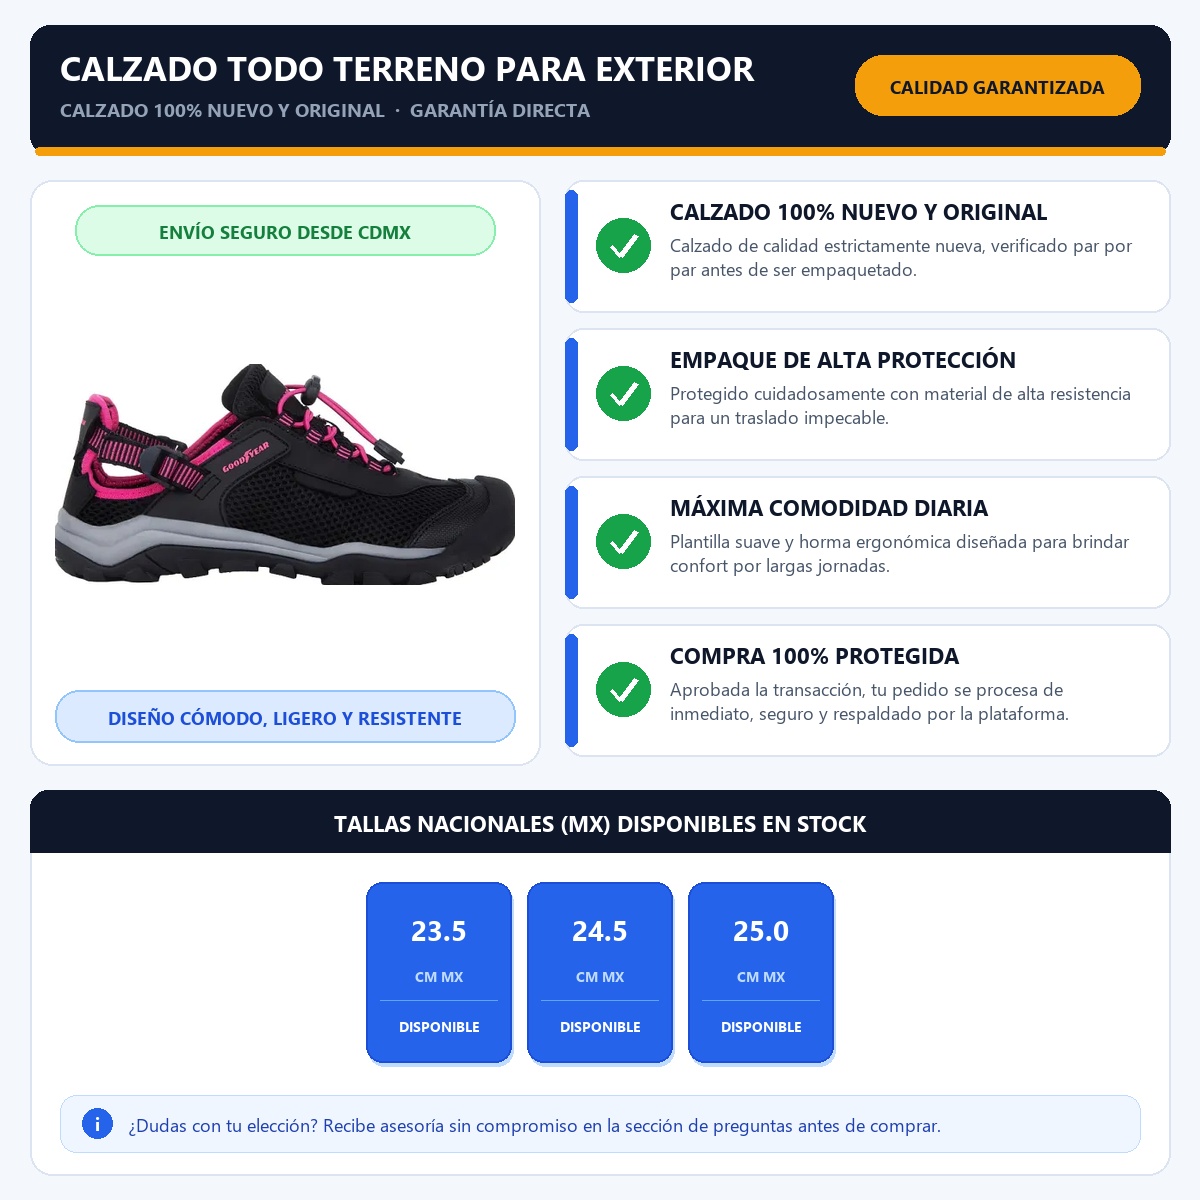 CALZADO TODO TERRENO PARA EXTERIOR
CALZADO 100% NUEVO Y ORIGINAL · GARANTÍA DIRECTA
CALIDAD GARANTIZADA
ENVÍO SEGURO DESDE CDMX
GOODYEAR
DISEÑO CÓMODO, LIGERO Y RESISTENTE
CALZADO 100% NUEVO Y ORIGINAL
Calzado de calidad estrictamente nueva, verificado par por
par antes de ser empaquetado.
EMPAQUE DE ALTA PROTECCIÓN
Protegido cuidadosamente con material de alta resistencia
para un traslado impecable.
MÁXIMA COMODIDAD DIARIA
Plantilla suave y horma ergonómica diseñada para brindar
confort por largas jornadas.
COMPRA 100% PROTEGIDA
Aprobada la transacción, tu pedido se procesa de
inmediato, seguro y respaldado por la plataforma.
TALLAS NACIONALES (MX) DISPONIBLES EN STOCK
23.5
CM MX
DISPONIBLE
24.5
CM MX
DISPONIBLE
25.0
CM MX
DISPONIBLE
¿Dudas con tu elección? Recibe asesoría sin compromiso en la sección de preguntas antes de comprar.